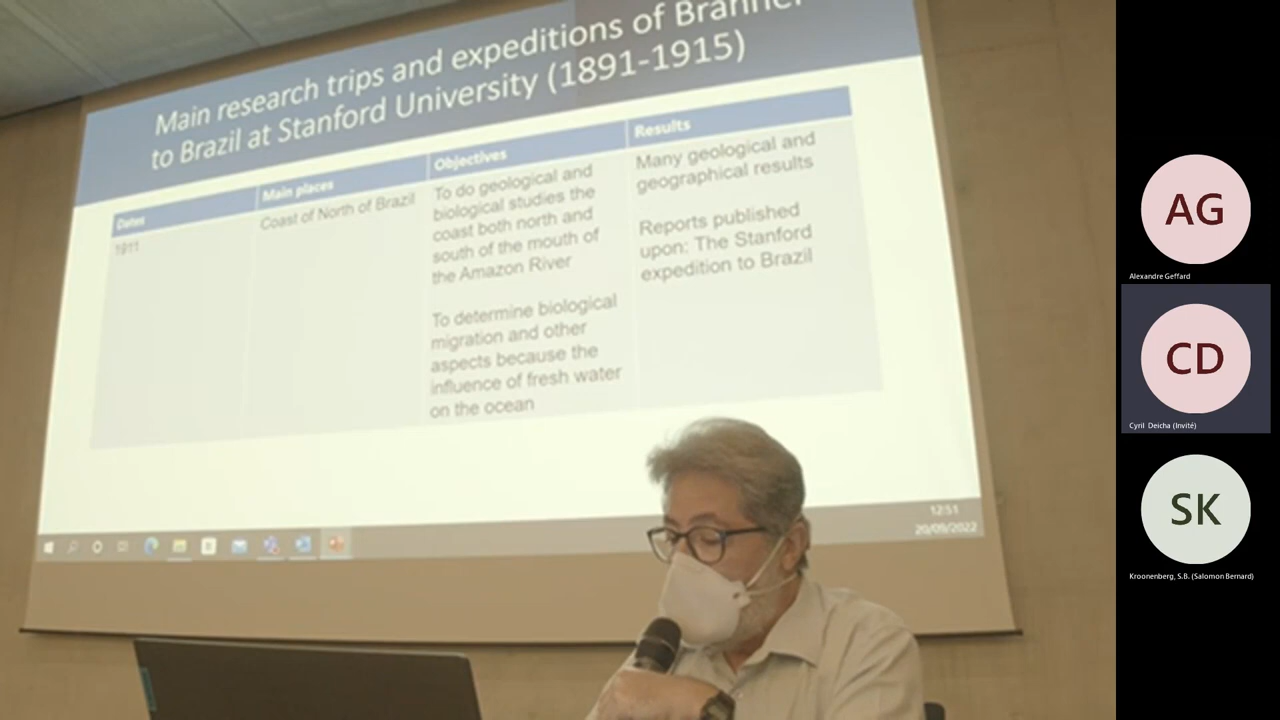 Main research trips and expeditions of Branner
to Brazil at Stanford University (1891-1915)
Dates
Main places
Objectives
Results
1911
Coast of North of Brazil
To do geological and
biological studies the
coast both north and
south of the mouth of
the Amazon River
To determine biological
migration and other
aspects because the
influence of fresh water
on the ocean
Many geological and
geographical results
Reports published
upon: The Stanford
expedition to Brazil
12:51
20/09/2022
AG
Alexandre Geffard
CD
Cyril Deicha (Invité)
SK
Kroonenberg, S.B. (Salomon Bernard)